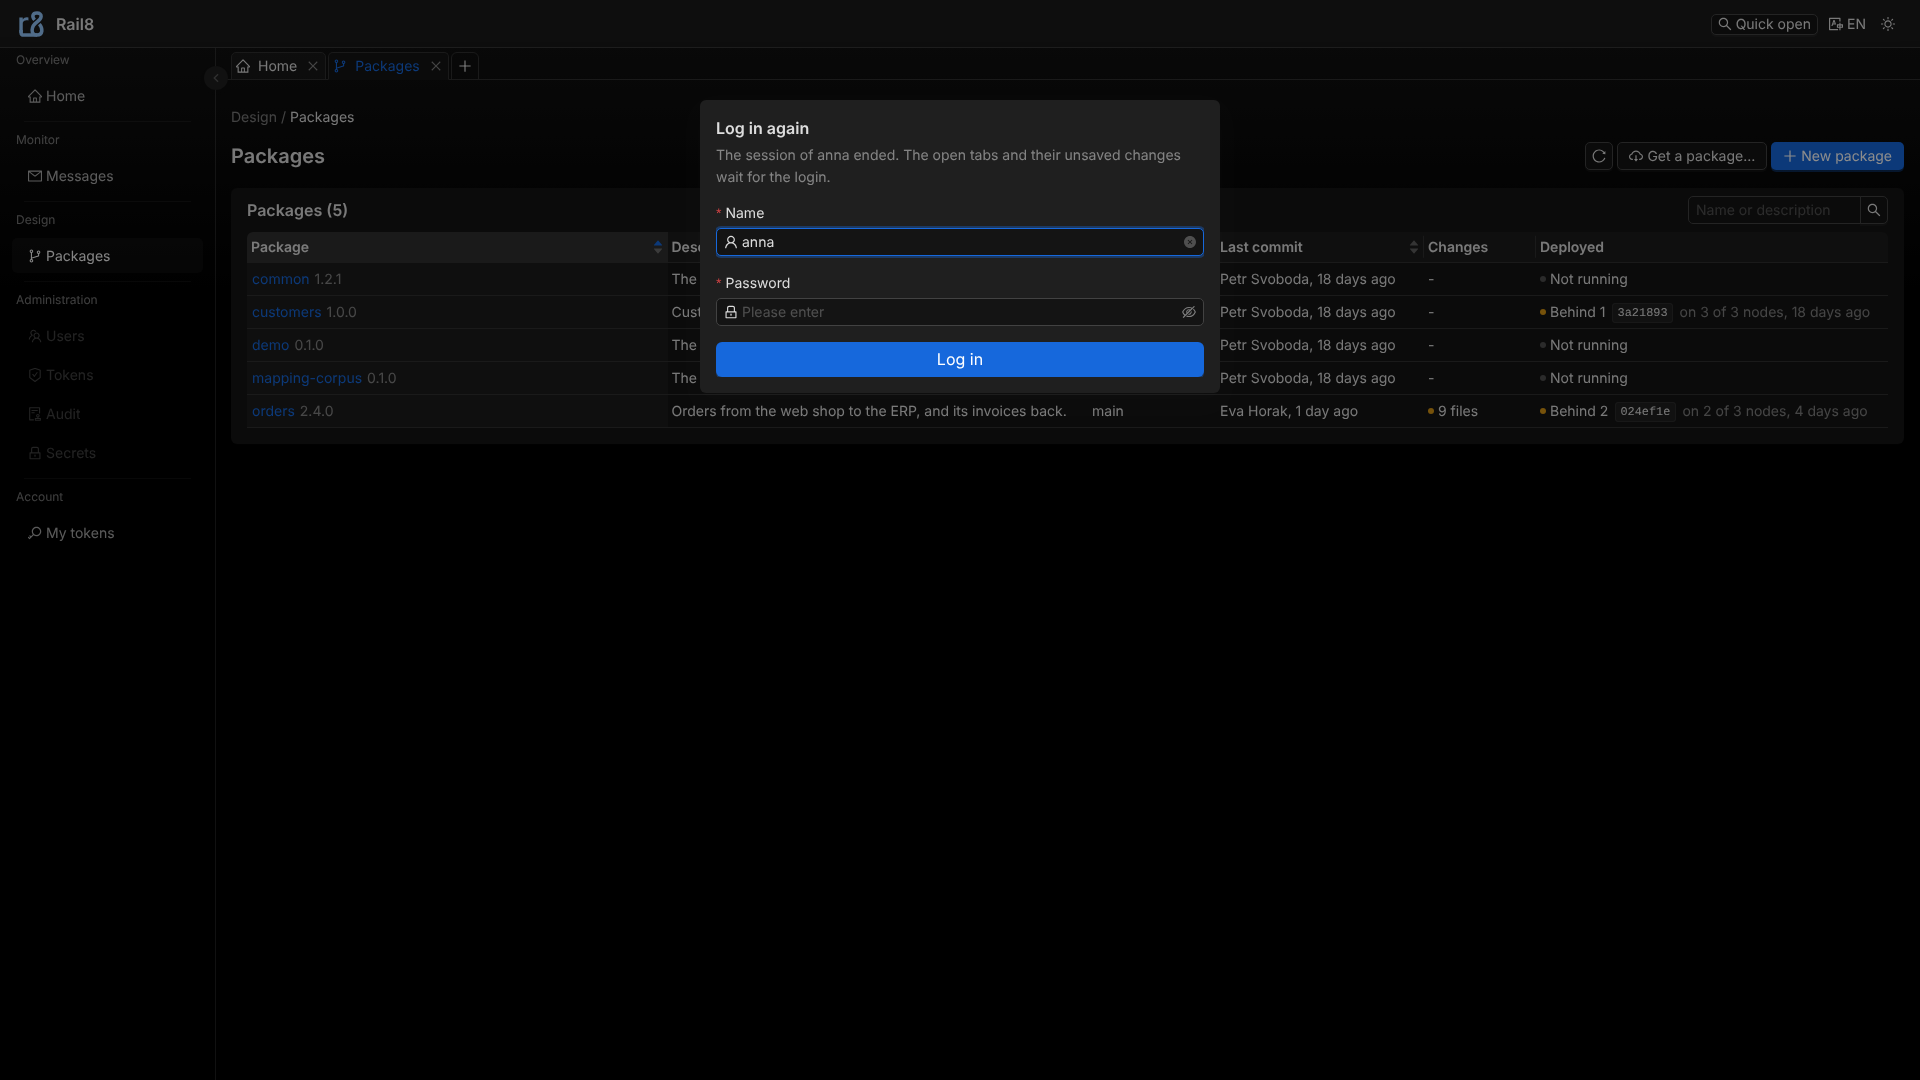 Rail8
Quick open
EN
Overview
Home
Monitor
Messages
Design
Packages
Administration
Users
Tokens
Audit
Secrets
Account
My tokens
Home
Packages
Design / Packages
Packages
Get a package...
New package
Packages (5)
Name or description
Package Desc Last commit Changes Deployed
common 1.2.1 The Petr Svoboda, 18 days ago - Not running
customers 1.0.0 Cust Petr Svoboda, 18 days ago - Behind 1 3a21893 on 3 of 3 nodes, 18 days ago
demo 0.1.0 The Petr Svoboda, 18 days ago - Not running
mapping-corpus 0.1.0 The Petr Svoboda, 18 days ago - Not running
orders 2.4.0 Orders from the web shop to the ERP, and its invoices back. main Eva Horak, 1 day ago 9 files Behind 2 024ef1e on 2 of 3 nodes, 4 days ago
Log in again
The session of anna ended. The open tabs and their unsaved changes
wait for the login.
* Name
anna
* Password
Please enter
Log in